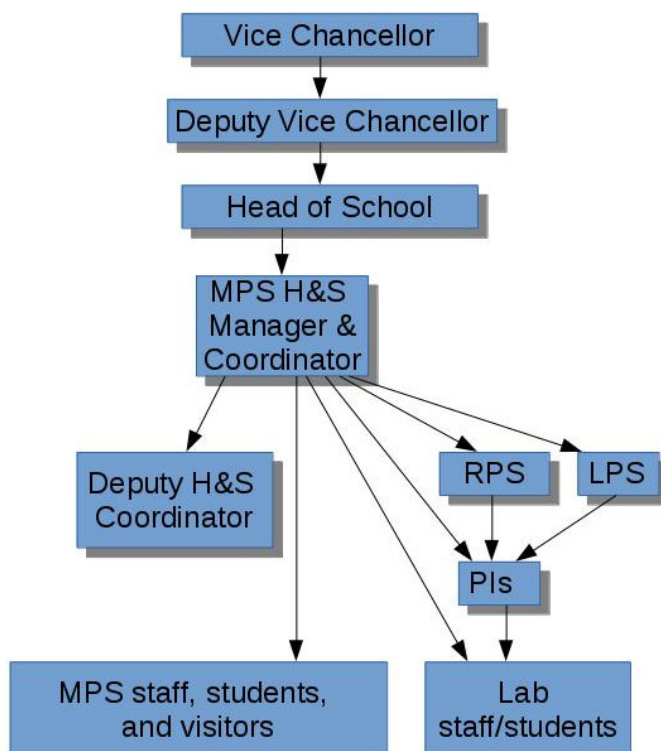 Vice Chancellor
Deputy Vice Chancellor
Head of School
MPS H&S
Manager &
Coordinator
Deputy H&S
Coordinator
RPS
LPS
PIs
MPS staff, students,
and visitors
Lab
staff/students